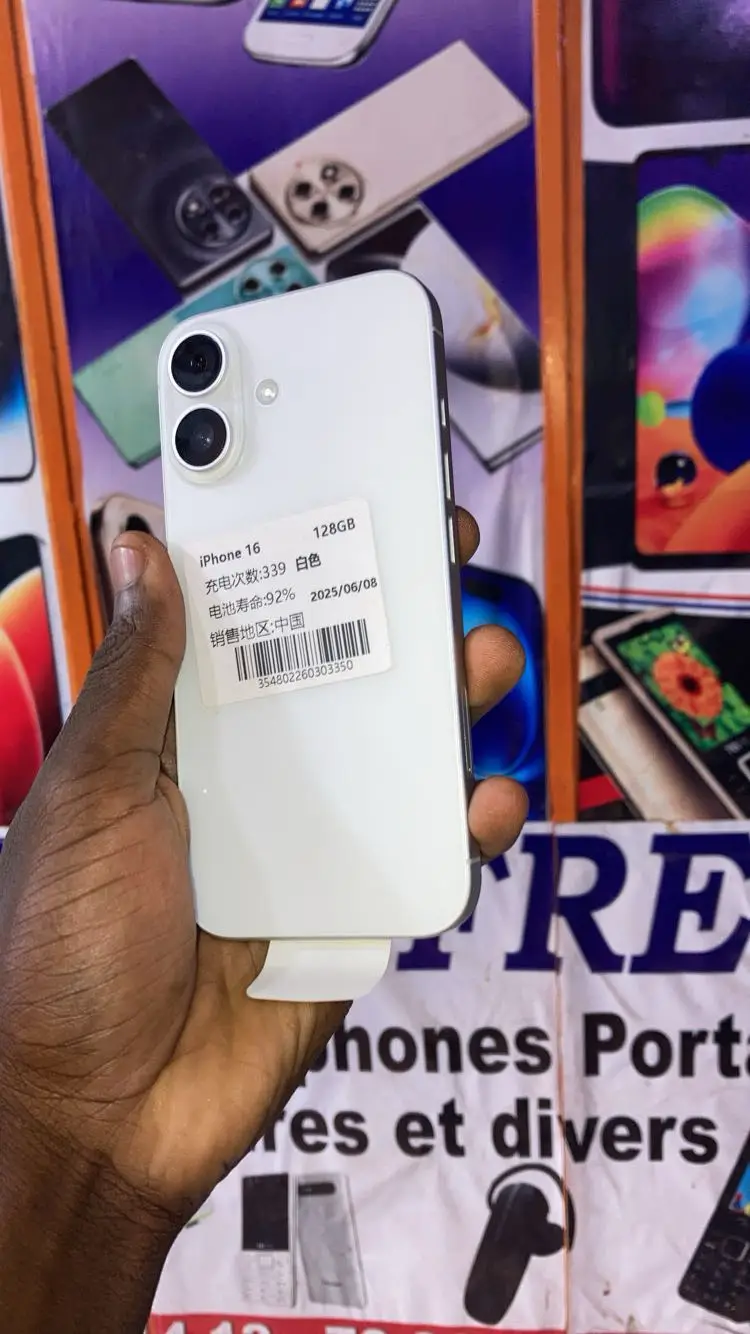 iPhone 16 128GB
充电次数:339 白色
电池寿命:92% 2025/06/08
销售地区:中国
354802260303350
FRE
phones Porta
res et divers